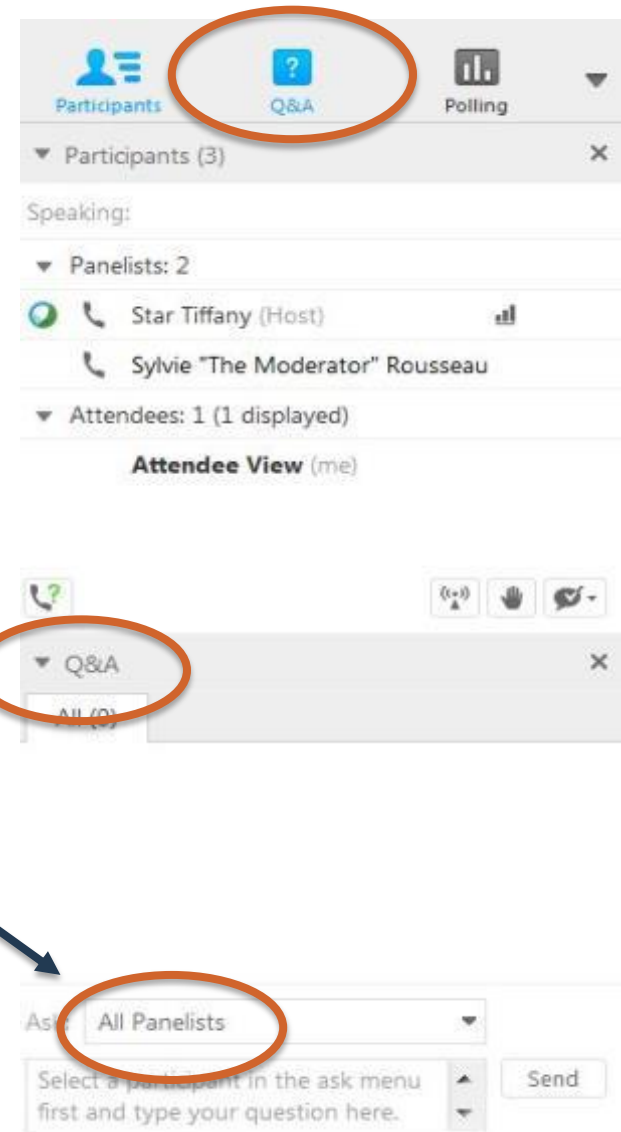 Participants Q&A Polling
Participants (3)
Speaking:
Panelists: 2
Star Tiffany (Host)
Sylvie "The Moderator" Rousseau
Attendees: 1 (1 displayed)
Attendee View (me)
Q&A
All (0)
Ask: All Panelists
Select a participant in the ask menu
first and type your question here.
Send